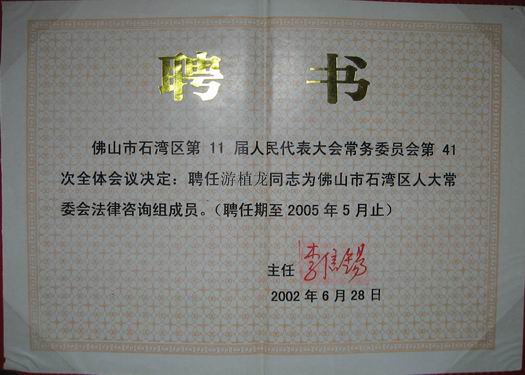 聘书
佛山市石湾区第 11 届人民代表大会常务委员会第 41
次全体会议决定：聘任游植龙同志为佛山市石湾区人大常
委会法律咨询组成员。（聘任期至 2005 年 5 月止）
主任 李信锡
2002 年 6 月 28 日